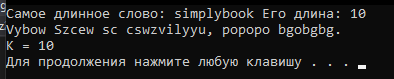 Самое длинное слово: simplybook Его длина: 10
Vybow Szcew sc cswzvilyyu, popopo bgobgbg.
K = 10
Для продолжения нажмите любую клавишу . . .